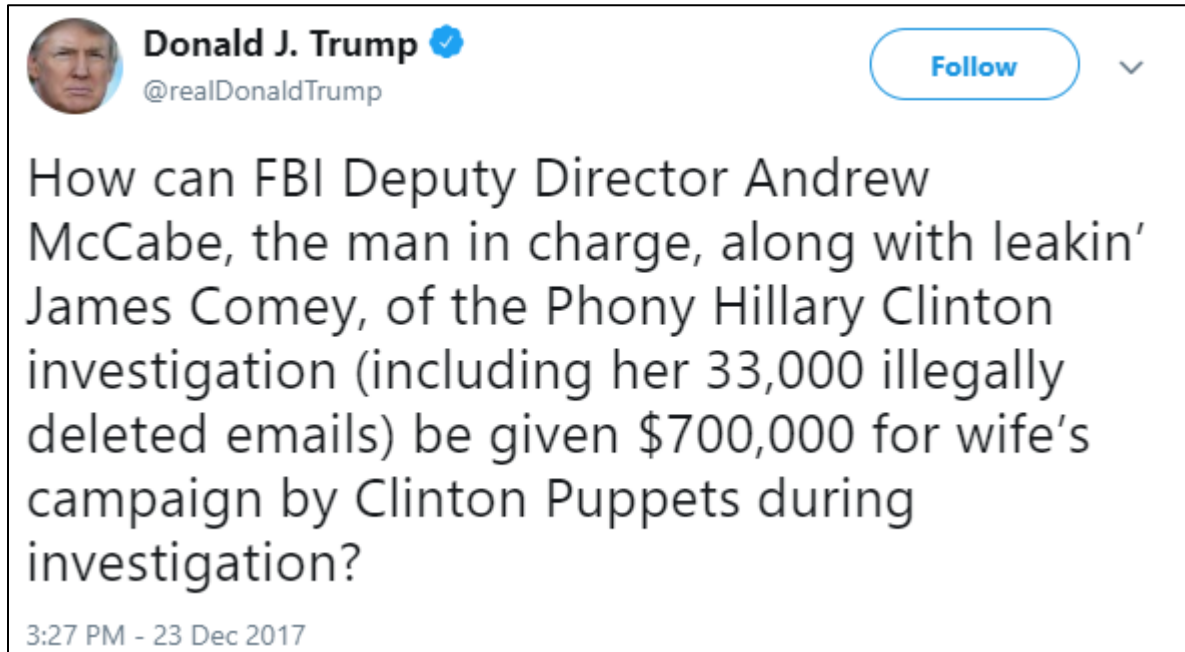 Donald J. Trump
@realDonaldTrump
Follow
How can FBI Deputy Director Andrew
McCabe, the man in charge, along with leakin’
James Comey, of the Phony Hillary Clinton
investigation (including her 33,000 illegally
deleted emails) be given $700,000 for wife’s
campaign by Clinton Puppets during
investigation?
3:27 PM - 23 Dec 2017